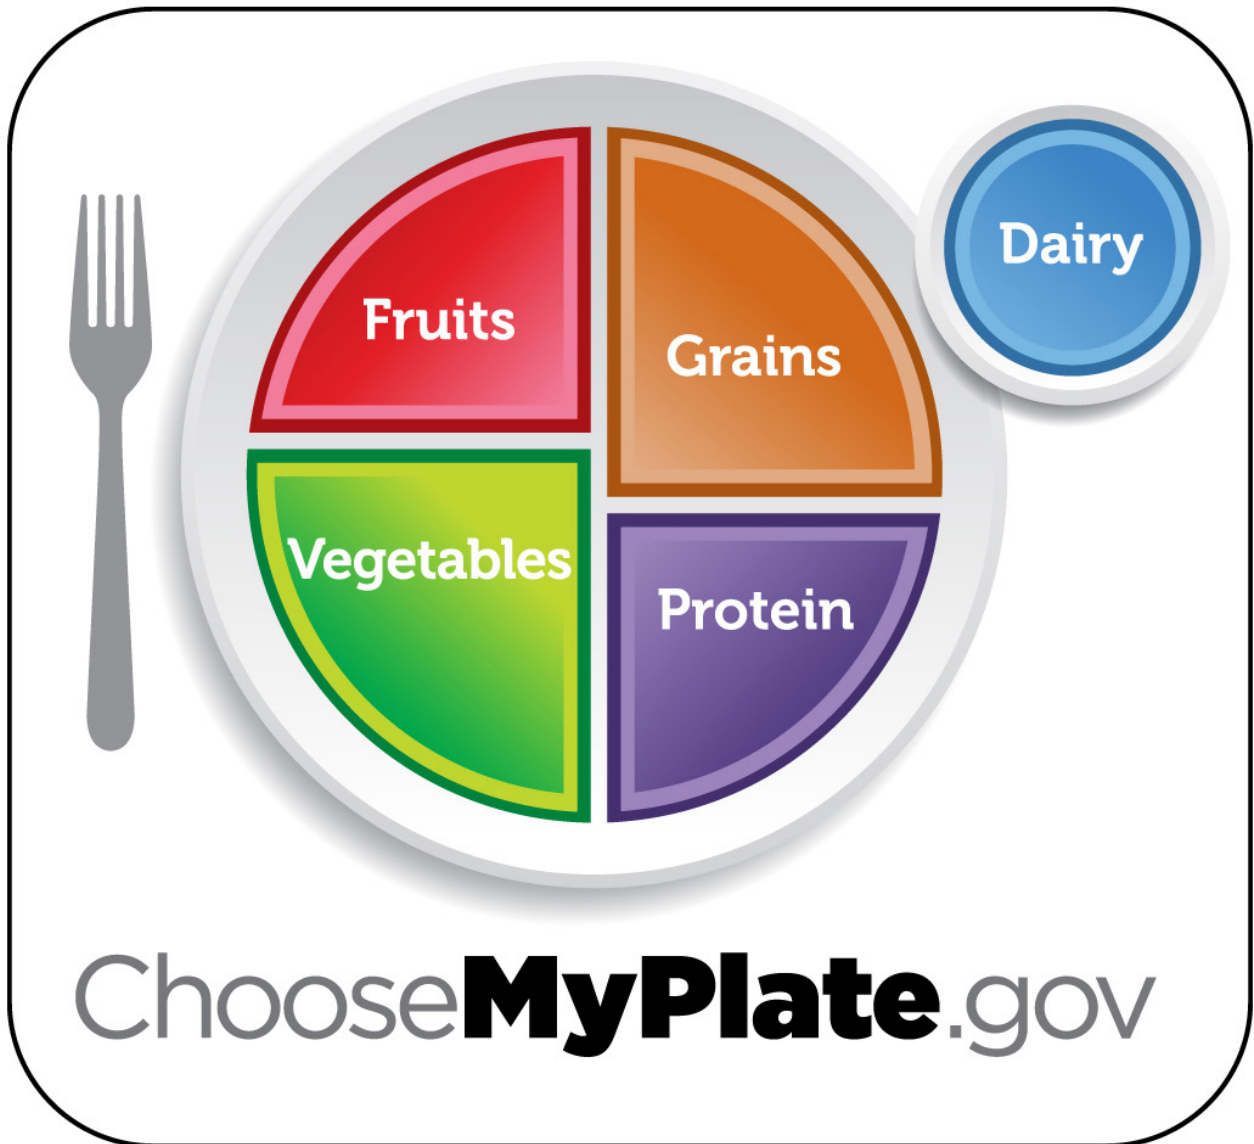 Fruits
Grains
Dairy
Vegetables
Protein
ChooseMyPlate.gov